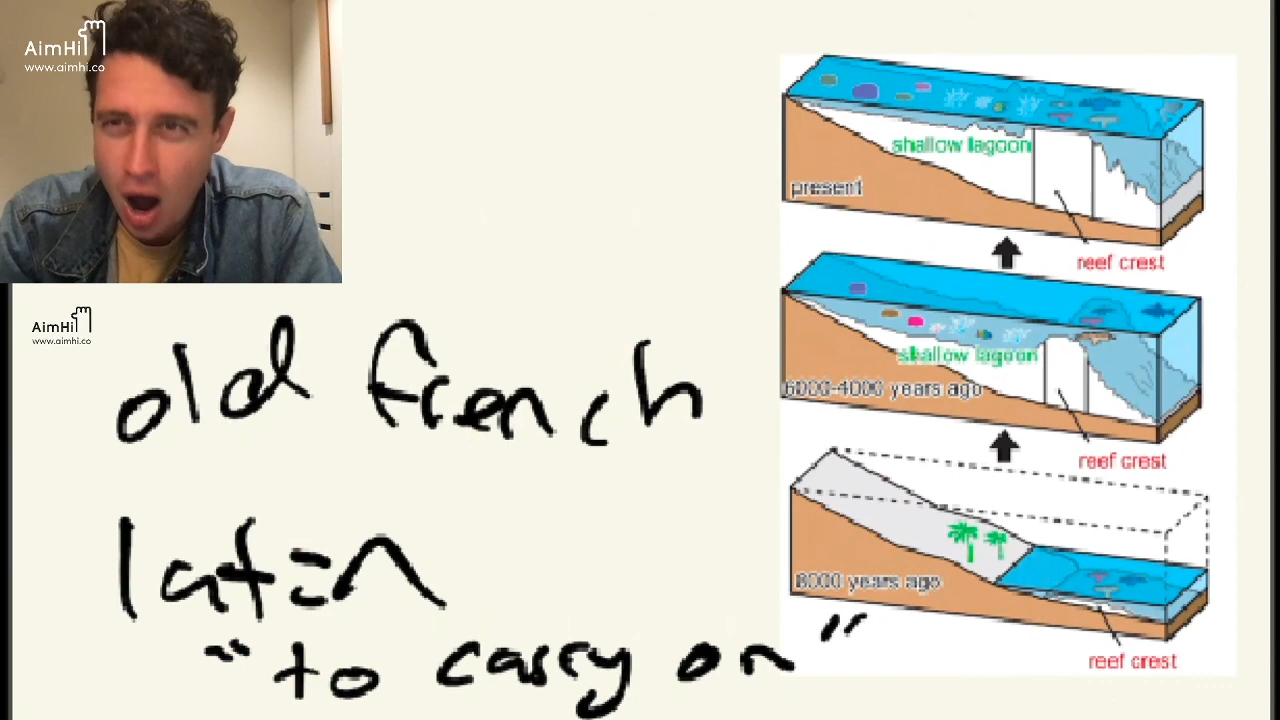 AimHi
www.aimhi.co
shallow lagoon
present
reef crest
AimHi
www.aimhi.co
shallow lagoon
6000-4000 years ago
reef crest
8000 years ago
reef crest
old french
latin
"to carry on"